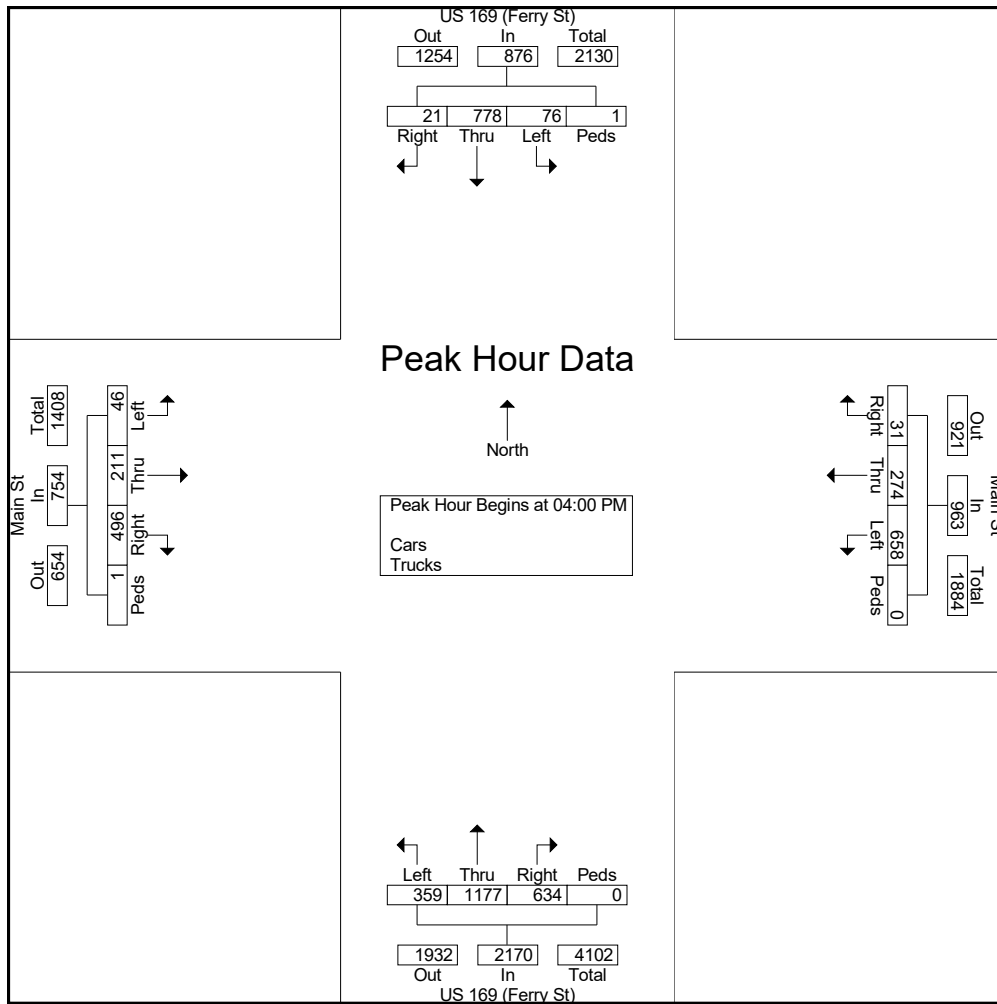 US 169 (Ferry St)
Out In Total
1254 876 2130
21 778 76 1
Right Thru Left Peds
Peak Hour Data
North
Peak Hour Begins at 04:00 PM
Cars
Trucks
Main St
Total In Out
1408 754 654
46 211 496 1
Left Thru Right Peds
Main St
Out In Total
921 963 1884
31 274 658 0
Right Thru Left Peds
Left Thru Right Peds
359 1177 634 0
1932 2170 4102
Out In Total
US 169 (Ferry St)